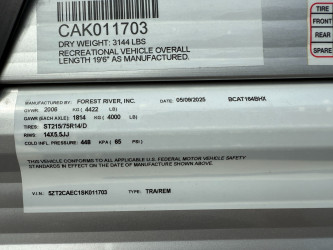 CAK011703
DRY WEIGHT: 3144 LBS
RECREATIONAL VEHICLE OVERALL
LENGTH 19'6" AS MANUFACTURED.
TIRE
FRONT
REAR
SPARE
MANUFACTURED BY: FOREST RIVER, INC. DATE: 05/09/2025 BCAT164BHX
GVWR: 2006 KG( 4422 LBS)
GAWR (EACH AXLE): 1814 KG( 4000 LBS)
TIRES: ST215/75R14/D
RIMS: 14X5.5JJ
COLD INFL. PRESSURE: 448 KPA ( 65 PSI)
THIS VEHICLE CONFORMS TO ALL APPLICABLE U.S. FEDERAL MOTOR VEHICLE SAFETY
STANDARDS IN EFFECT ON THE DATE OF MANUFACTURE SHOWN ABOVE.
V.I.N: 5ZT2CAEC1SK011703 TYPE: TRA/REM